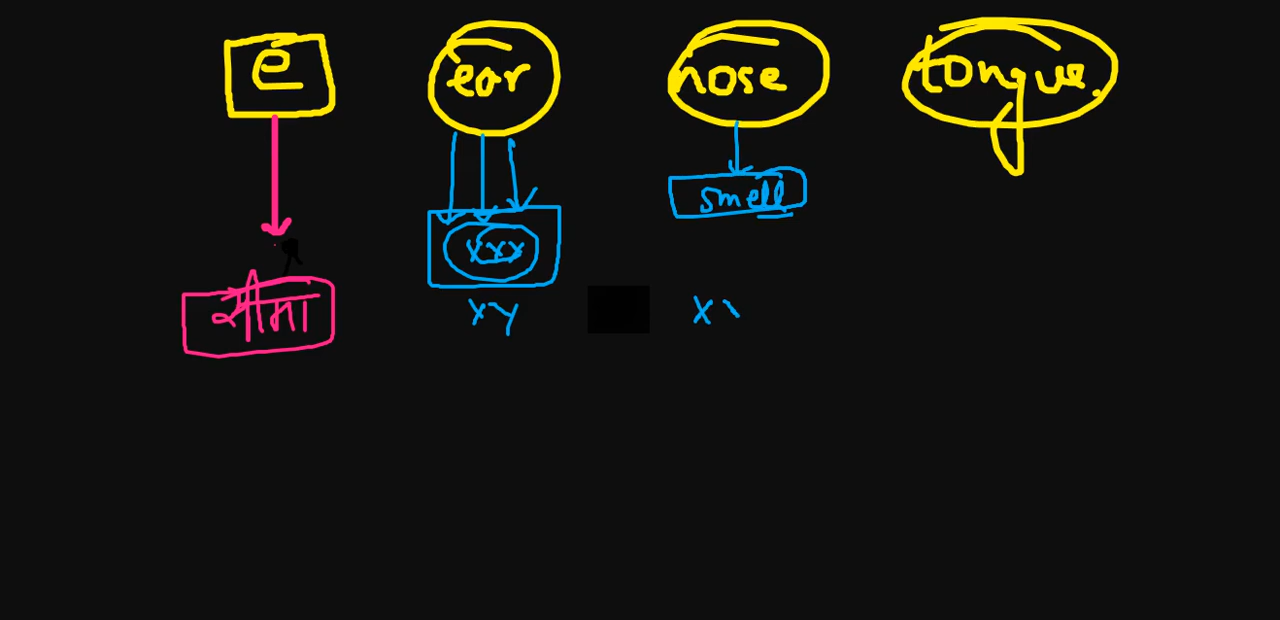 e ear nose tongue.
smell
xxx
सीमा xy x